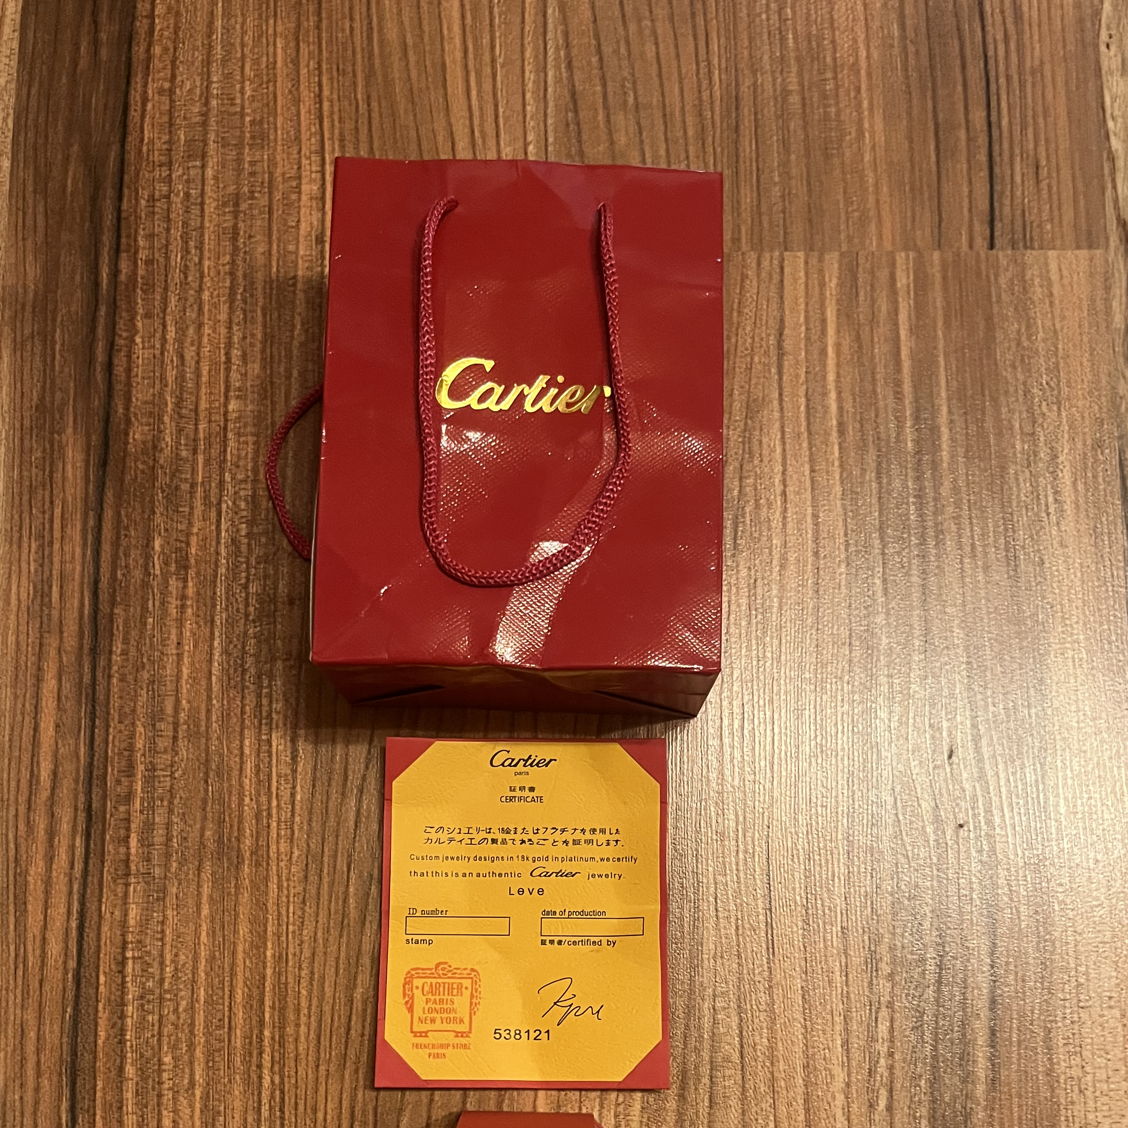 Cartier
Cartier
paris
証明書
CERTIFICATE
このジュエリーは、18金またはプラチナを使用した
カルティエの製品であることを証明します。
Custom jewelry designs in 18k gold in platinum, we certify
that this is an authentic Cartier jewelry.
Love
ID number
date of production
stamp
証明者/certified by
CARTIER
PARIS
LONDON
NEW YORK
PARIS
538121